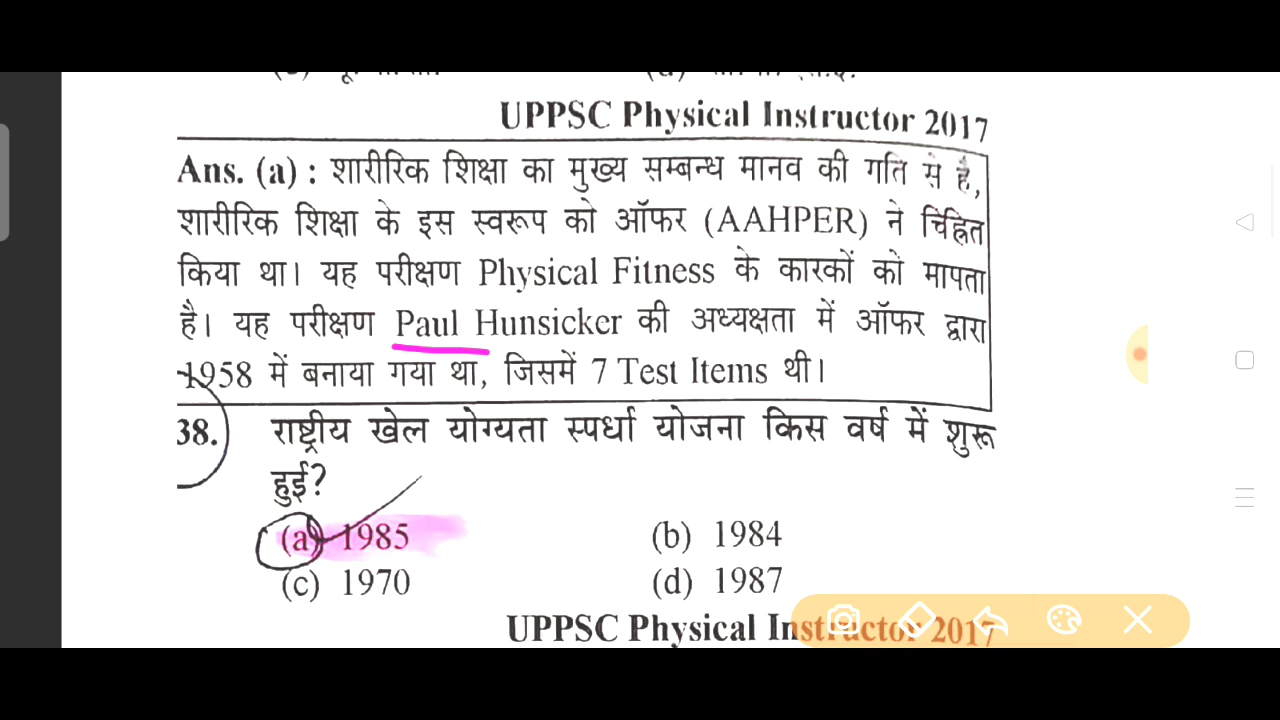 UPPSC Physical Instructor 2017
Ans. (a) : शारीरिक शिक्षा का मुख्य सम्बन्ध मानव की गति से है,
शारीरिक शिक्षा के इस स्वरूप को ऑफर (AAHPER) ने चिह्नित
किया था। यह परीक्षण Physical Fitness के कारकों को मापता
है। यह परीक्षण Paul Hunsicker की अध्यक्षता में ऑफर द्वारा
1958 में बनाया गया था, जिसमें 7 Test Items थी।
38. राष्ट्रीय खेल योग्यता स्पर्धा योजना किस वर्ष में शुरू
हुई?
(a) 1985 (b) 1984
(c) 1970 (d) 1987
UPPSC Physical Instructor 2017